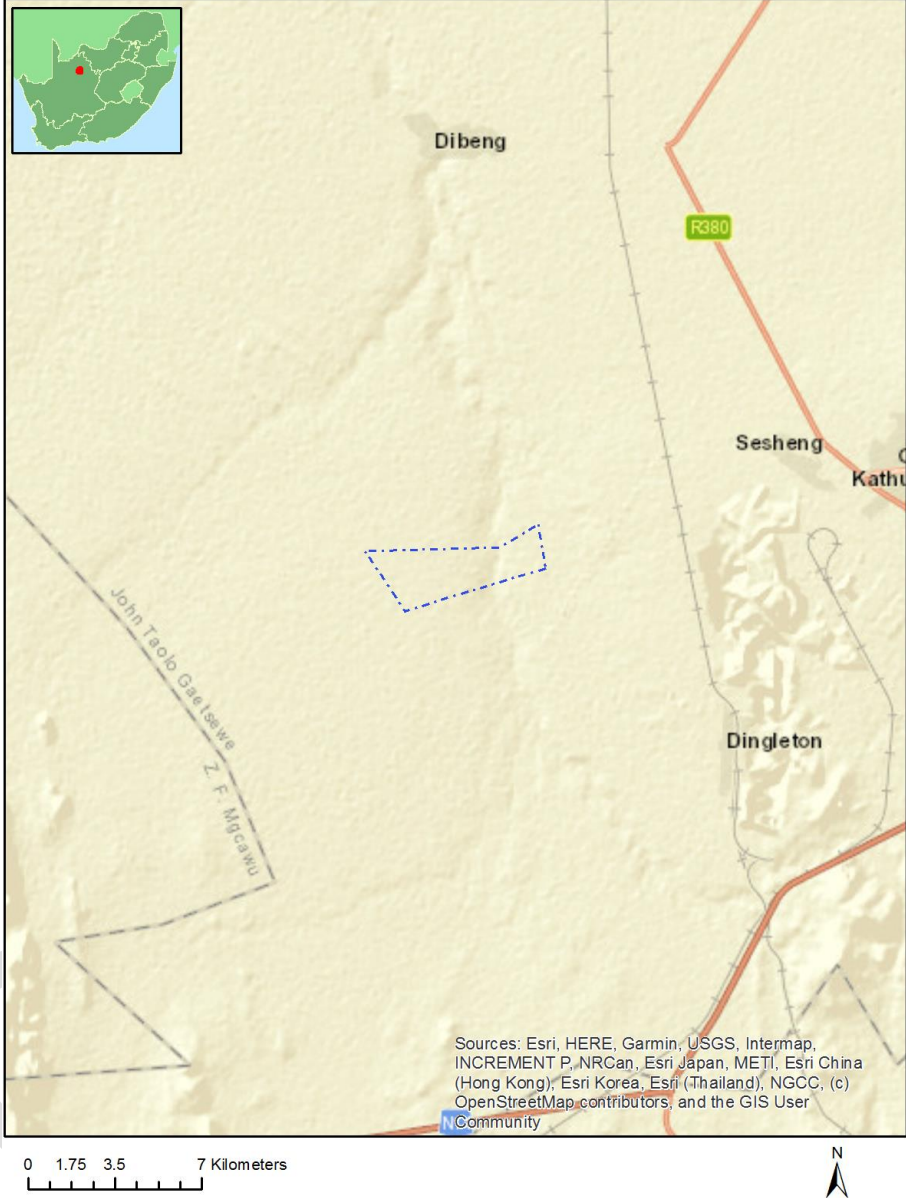 Dibeng
R380
Sesheng
Kathu
John Taolo Gaetsewe
Z. F. Mgcawu
Dingleton
Sources: Esri, HERE, Garmin, USGS, Intermap,
INCREMENT P, NRCan, Esri Japan, METI, Esri China
(Hong Kong), Esri Korea, Esri (Thailand), NGCC, (c)
OpenStreetMap contributors, and the GIS User
Community
0 1.75 3.5 7 Kilometers
N